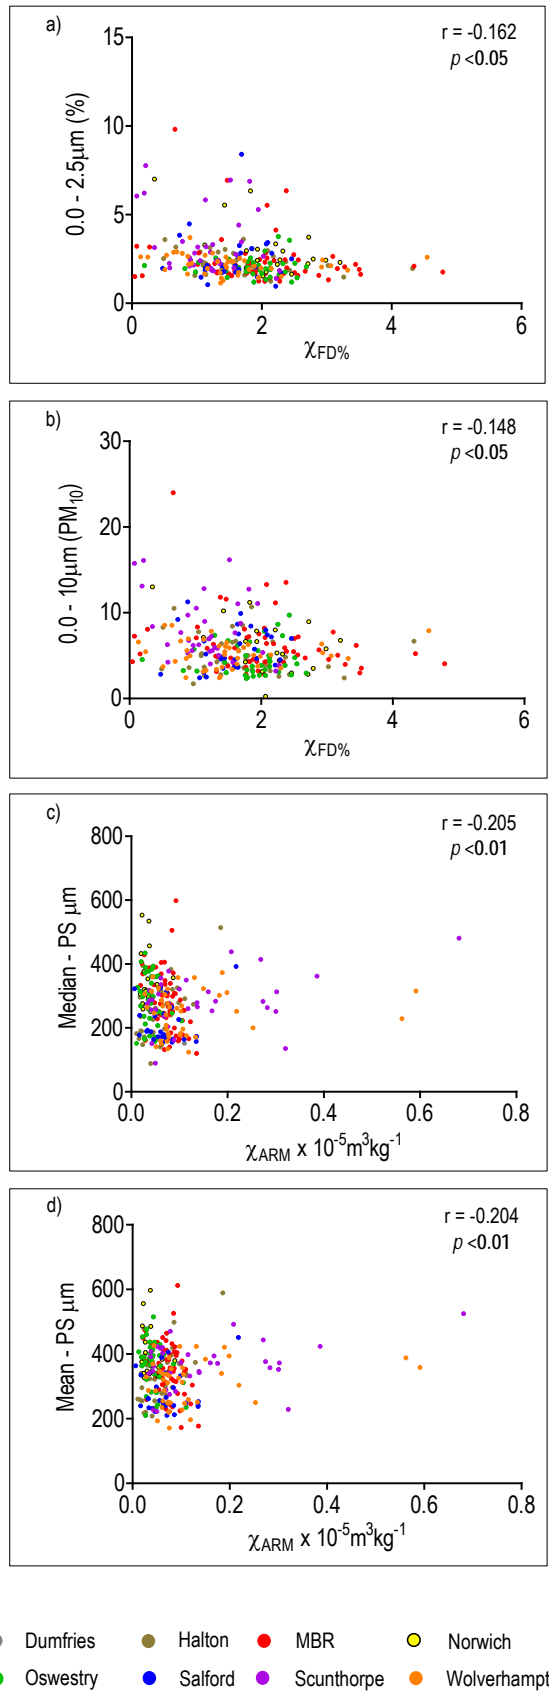 a)
r = -0.162
p <0.05
15
10
5
0
0.0 - 2.5µm (%)
0 2 4 6
χFD%
b)
r = -0.148
p <0.05
30
20
10
0
0.0 - 10µm (PM10)
0 2 4 6
χFD%
c)
r = -0.205
p <0.01
800
600
400
200
0
Median - PS µm
0.0 0.2 0.4 0.6 0.8
χARM x 10-5m3kg-1
d)
r = -0.204
p <0.01
800
600
400
200
0
Mean - PS µm
0.0 0.2 0.4 0.6 0.8
χARM x 10-5m3kg-1
Dumfries Halton MBR Norwich
Oswestry Salford Scunthorpe Wolverhampt